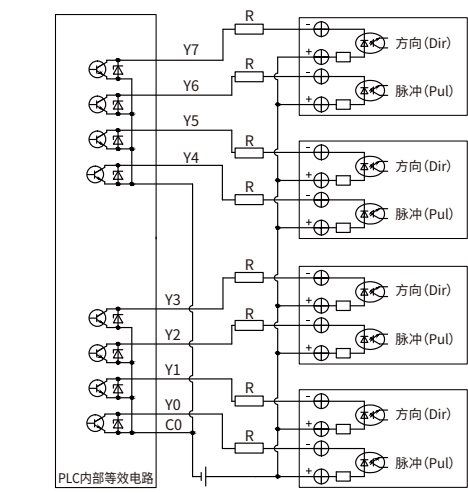 R
- 方向(Dir)
Y7
+
R
Y6
- 脉冲(Pul)
+
R
Y5
- 方向(Dir)
Y4
+
R
- 脉冲(Pul)
+
R
- 方向(Dir)
Y3
+
R
Y2
- 脉冲(Pul)
+
R
Y1
- 方向(Dir)
Y0
+
C0
R
- 脉冲(Pul)
+
PLC内部等效电路